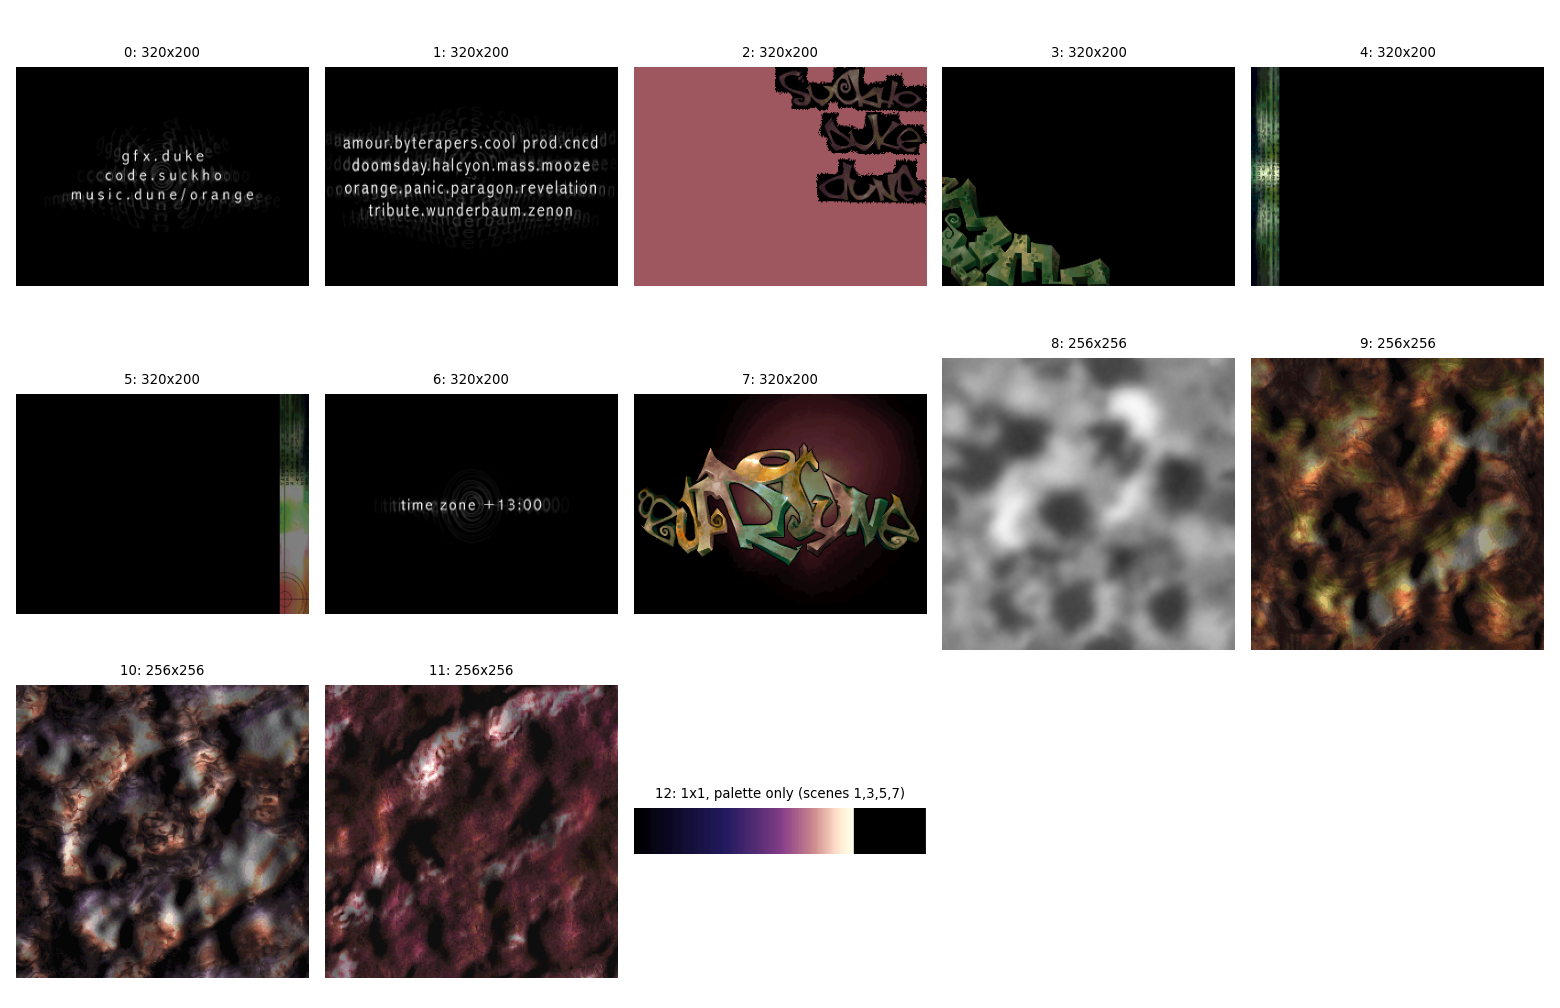 0: 320x200
1: 320x200
2: 320x200
3: 320x200
4: 320x200
gfx.duke
code.suckho
music.dune/orange
amour.byterapers.cool prod.cncd
doomsday.halcyon.mass.mooze
orange.panic.paragon.revelation
tribute.wunderbaum.zenon
Suckho
Duke
dune
5: 320x200
6: 320x200
7: 320x200
8: 256x256
9: 256x256
time zone +13:00
10: 256x256
11: 256x256
12: 1x1, palette only (scenes 1,3,5,7)